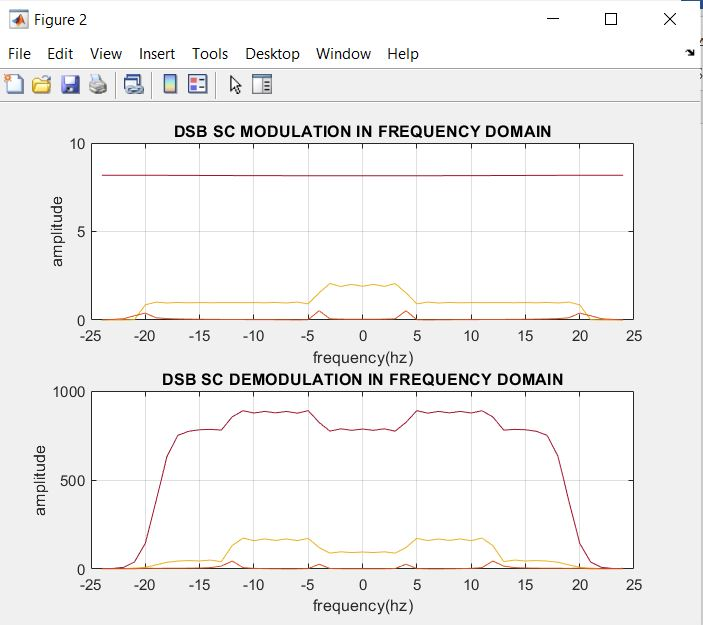 Figure 2
File Edit View Insert Tools Desktop Window Help
DSB SC MODULATION IN FREQUENCY DOMAIN
10
5
0
amplitude
-25 -20 -15 -10 -5 0 5 10 15 20 25
frequency(hz)
DSB SC DEMODULATION IN FREQUENCY DOMAIN
1000
500
0
amplitude
-25 -20 -15 -10 -5 0 5 10 15 20 25
frequency(hz)